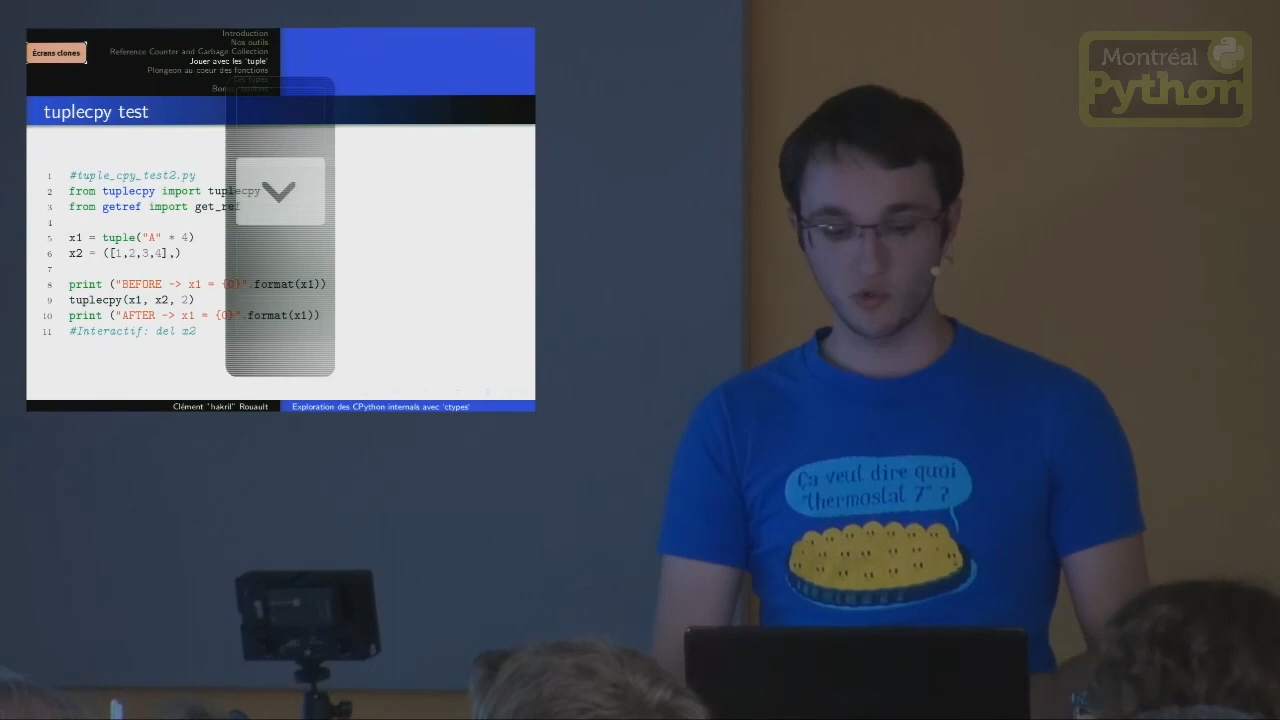 Écrans clones
Introduction
Nos outils
Reference Counter and Garbage Collection
Jouer avec les 'tuple'
Plongeon au coeur des fonctions
tuplecpy test
1 #tuple_cpy_test2.py
2 from tuplecpy import tuplecpy
3 from getref import get_ref
4
5 x1 = tuple("A" * 4)
6 x2 = ([1,2,3,4],)
7
8 print ("BEFORE -> x1 = {0}".format(x1))
9 tuplecpy(x1, x2, 2)
10 print ("AFTER -> x1 = {0}".format(x1))
11 #Interactif: del x2
Clément "hakril" Rouault
Exploration des CPython internals avec 'ctypes'
Montréal
Python
Ça veut dire quoi
"thermostat 7" ?